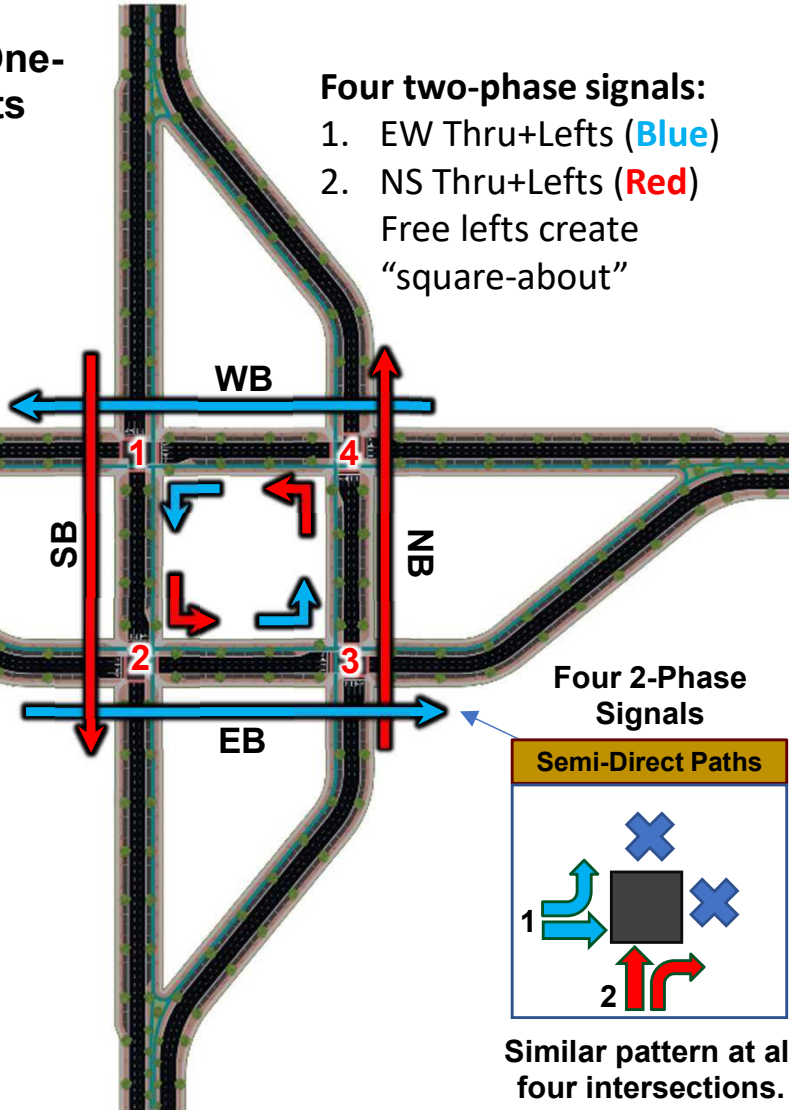 One-
ts
Four two-phase signals:
1. EW Thru+Lefts (Blue)
2. NS Thru+Lefts (Red)
Free lefts create
“square-about”
WB
1
4
SB
NB
2
3
EB
Four 2-Phase
Signals
Semi-Direct Paths
1
2
Similar pattern at al
four intersections.